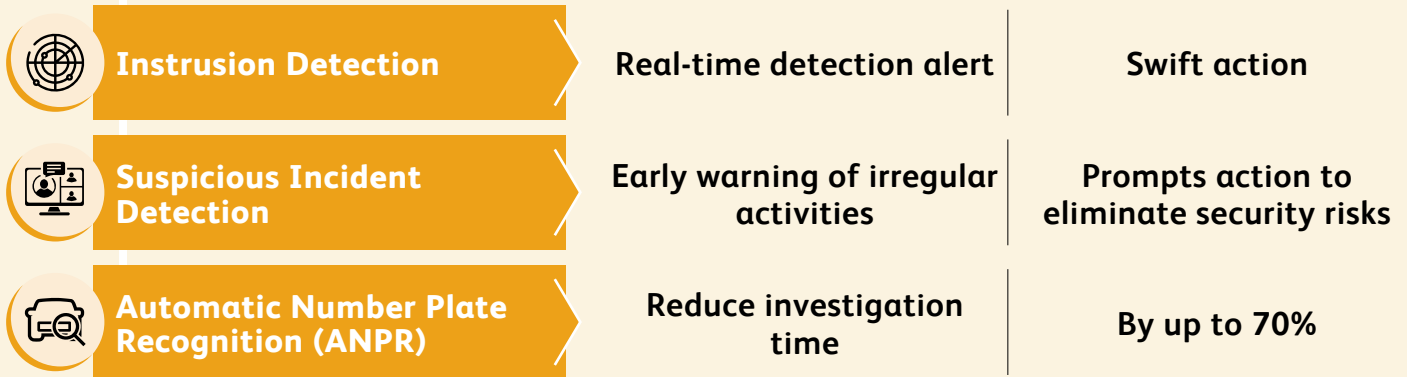 Instrusion Detection
Real-time detection alert
Swift action
Suspicious Incident
Detection
Early warning of irregular
activities
Prompts action to
eliminate security risks
Automatic Number Plate
Recognition (ANPR)
Reduce investigation
time
By up to 70%